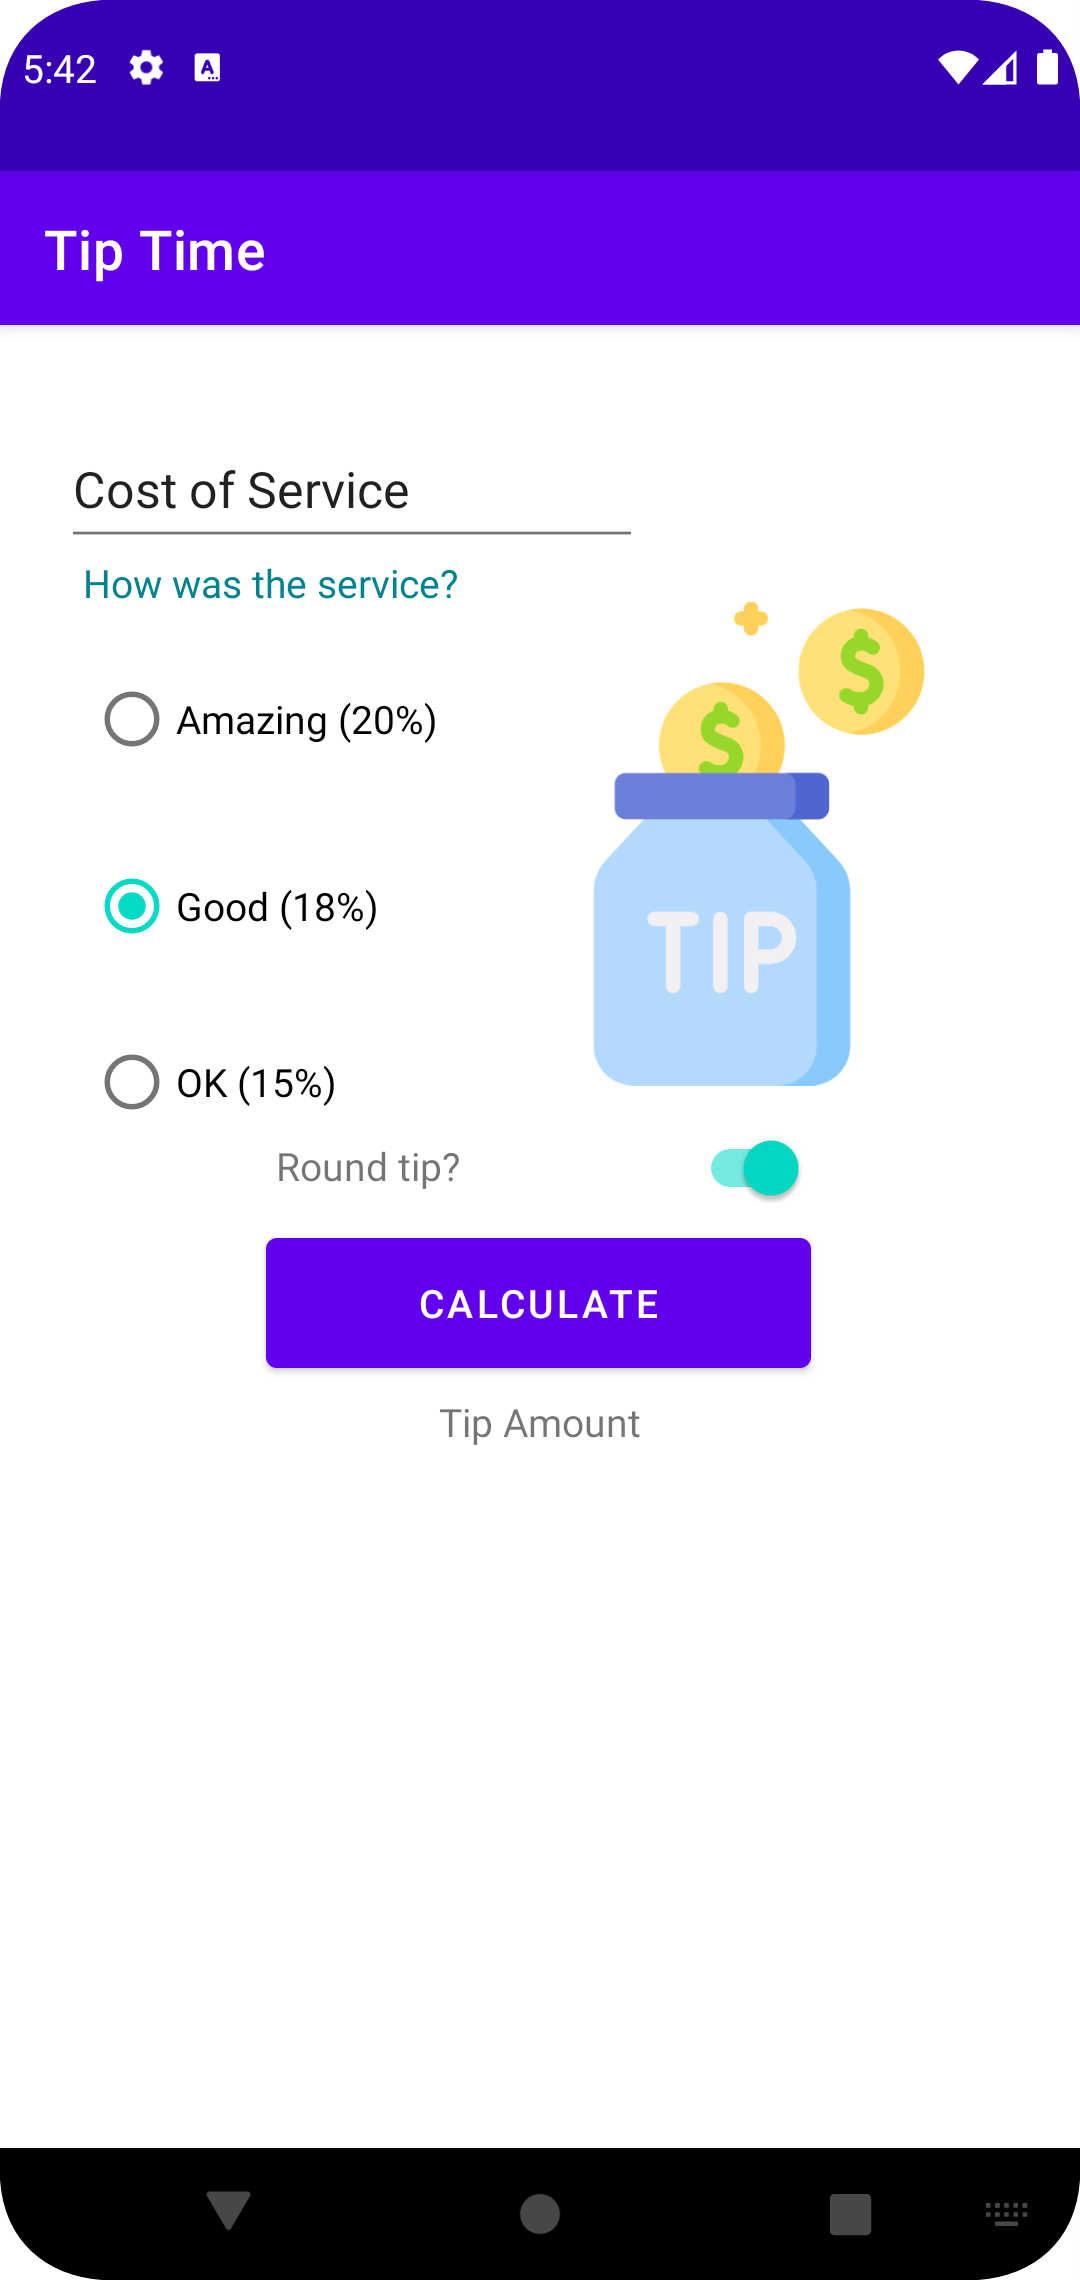 5:42
Tip Time
Cost of Service
How was the service?
Amazing (20%)
Good (18%)
OK (15%)
TIP
Round tip?
CALCULATE
Tip Amount